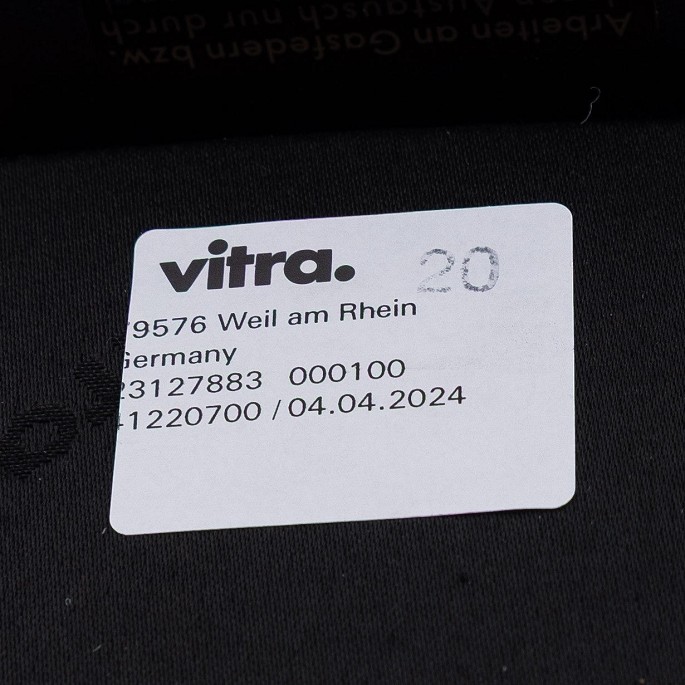 Arbeiten an Gasfedern bzw.
Austausch nur durch
vitra. 20
79576 Weil am Rhein
Germany
23127883 000100
41220700 / 04.04.2024